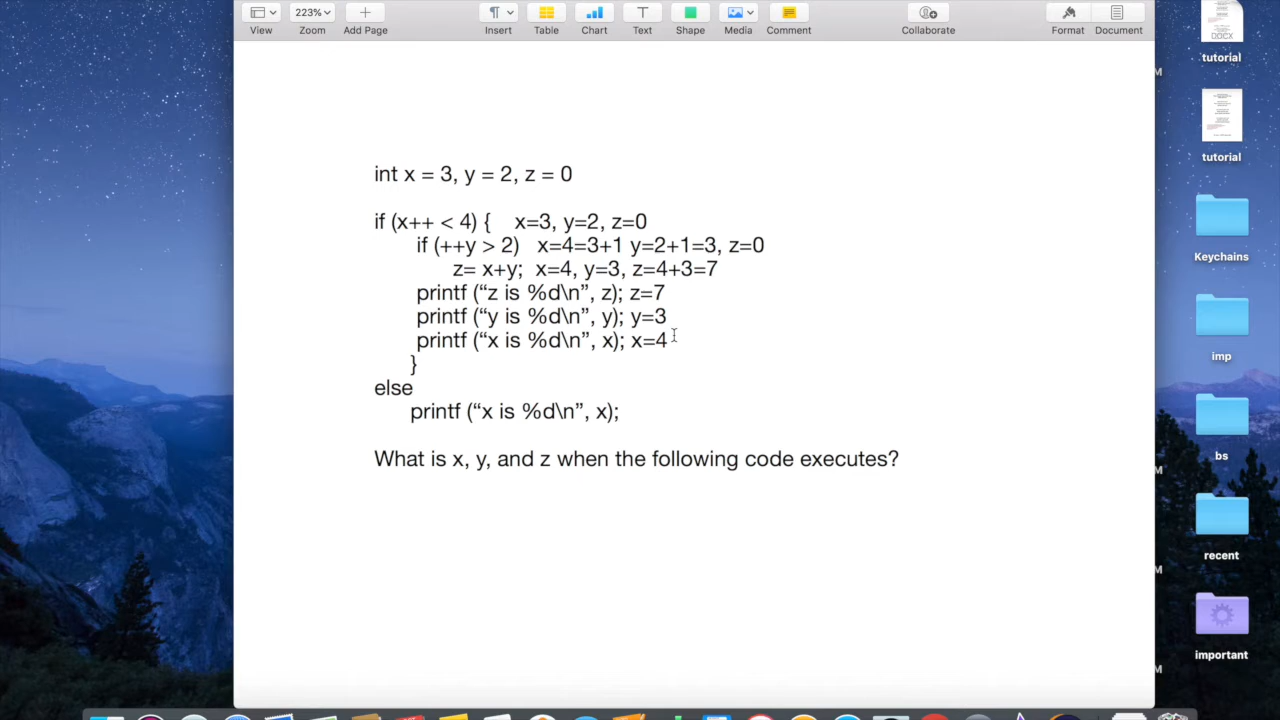 View
223%
Zoom
Add Page
Insert
Table
Chart
Text
Shape
Media
Comment
Collaborate
Format
Document
int x = 3, y = 2, z = 0
if (x++ < 4) { x=3, y=2, z=0
if (++y > 2) x=4=3+1 y=2+1=3, z=0
z= x+y; x=4, y=3, z=4+3=7
printf (“z is %d\n”, z); z=7
printf (“y is %d\n”, y); y=3
printf (“x is %d\n”, x); x=4
}
else
printf (“x is %d\n”, x);
What is x, y, and z when the following code executes?
DOCX
tutorial
M
tutorial
Keychains
imp
bs
recent
M
important
M